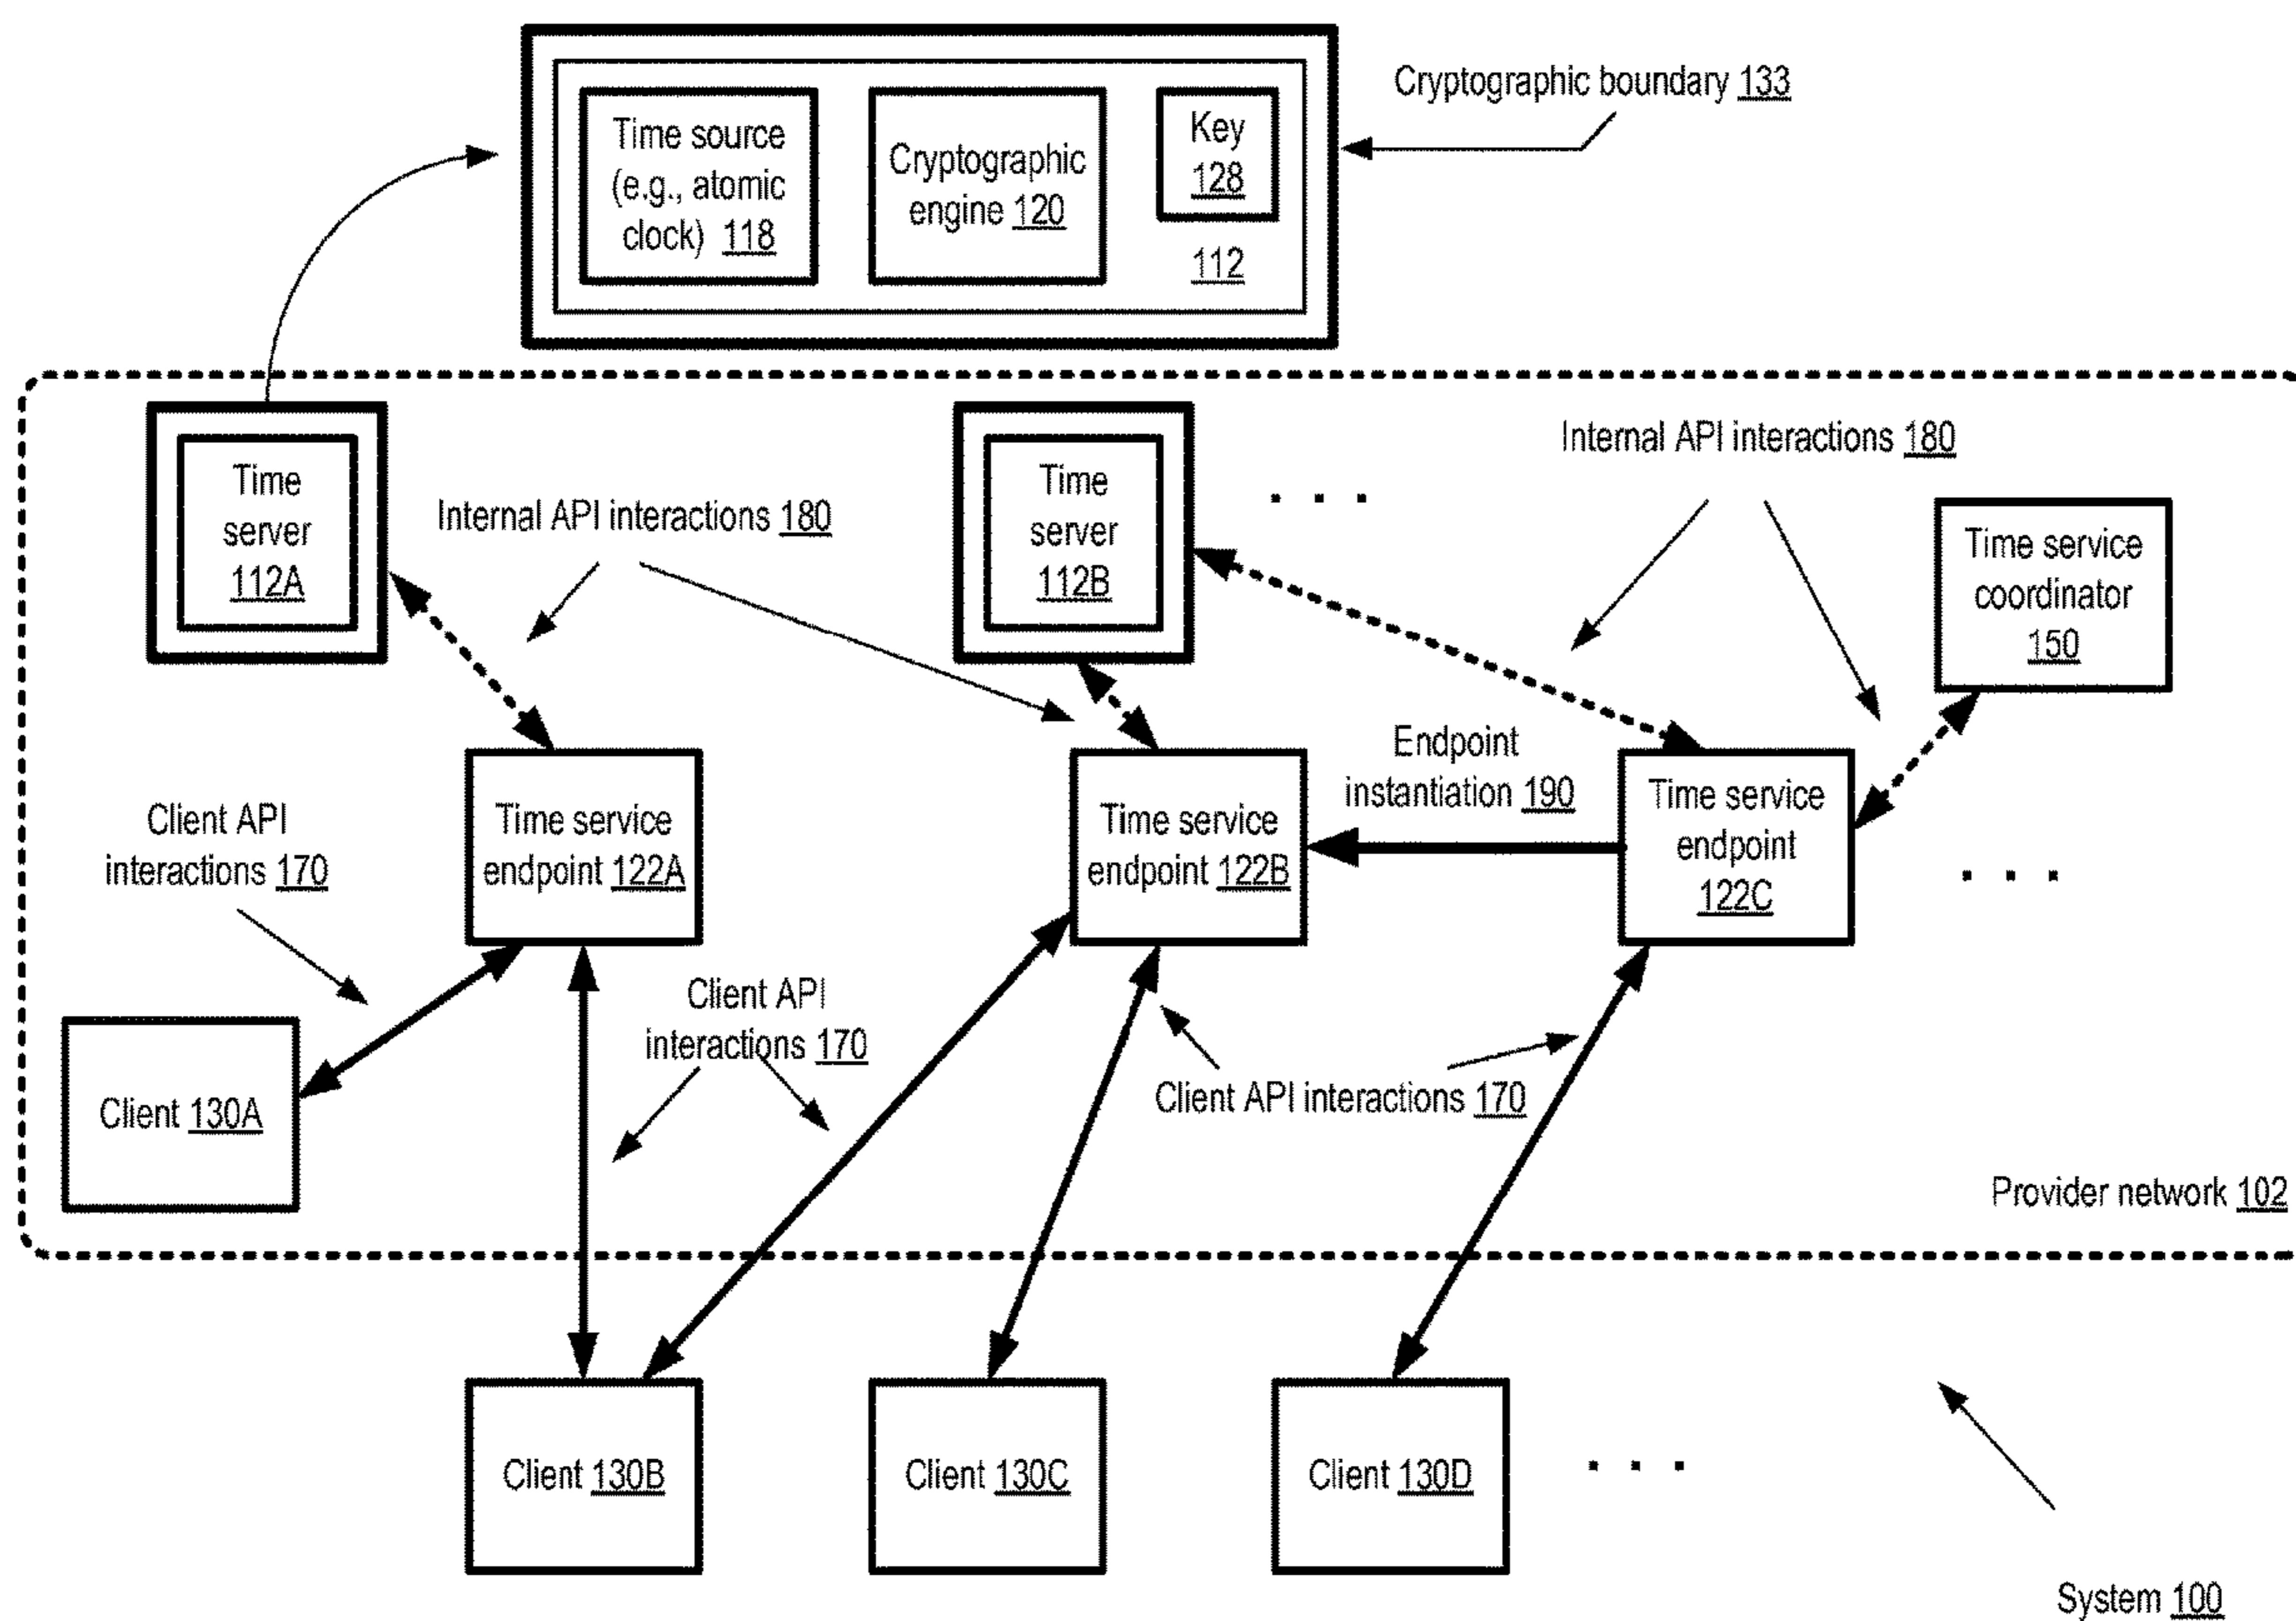 Time source
(e.g., atomic
clock) 118
Cryptographic
engine 120
Key
128
112
Cryptographic boundary 133
Time
server
112A
Internal API interactions 180
Time
server
112B
. . .
Internal API interactions 180
Time service
coordinator
150
Client API
interactions 170
Time service
endpoint 122A
Time service
endpoint 122B
Endpoint
instantiation 190
Time service
endpoint
122C
. . .
Client API
interactions 170
Client API interactions 170
Client 130A
Provider network 102
Client 130B
Client 130C
Client 130D
. . .
System 100